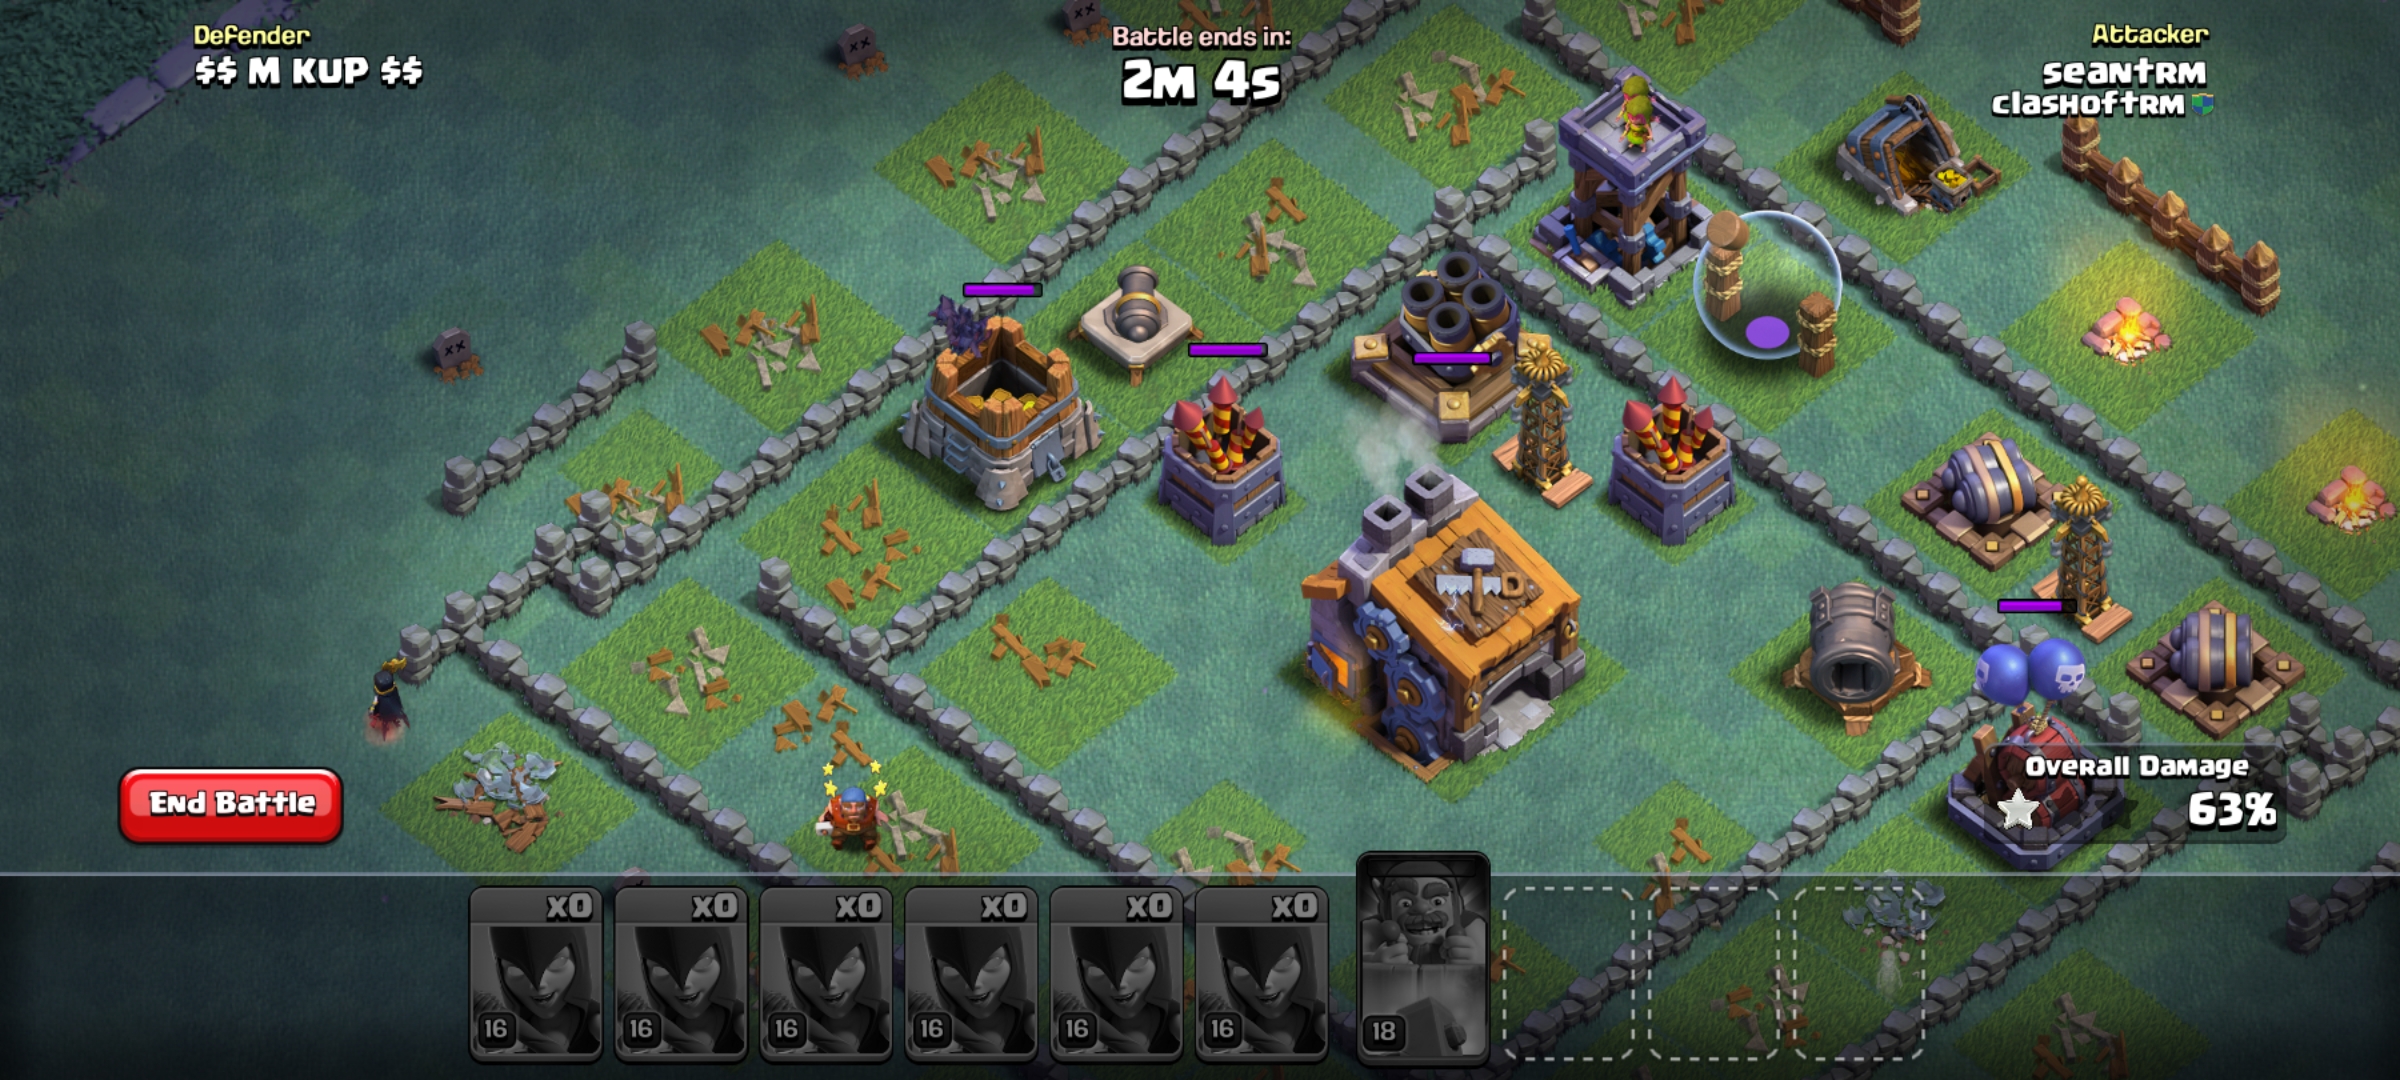 Defender
$$ M KUP $$
Battle ends in:
2M 4s
Attacker
seantRM
clashoftRM
End Battle
Overall Damage
63%
x0
x0
x0
x0
x0
x0
16
16
16
16
16
16
18